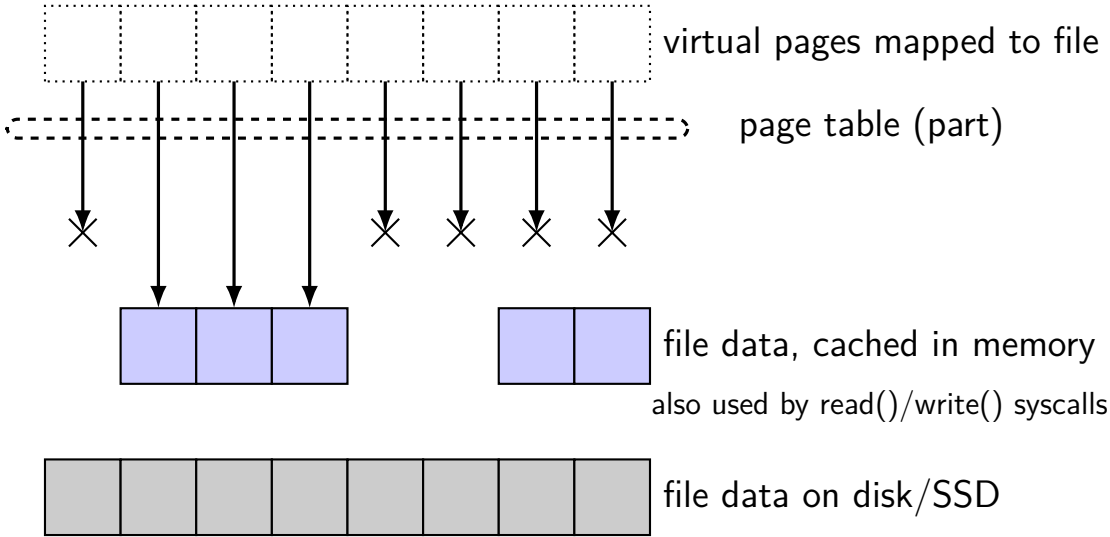 virtual pages mapped to file
page table (part)
file data, cached in memory
also used by read()/write() syscalls
file data on disk/SSD